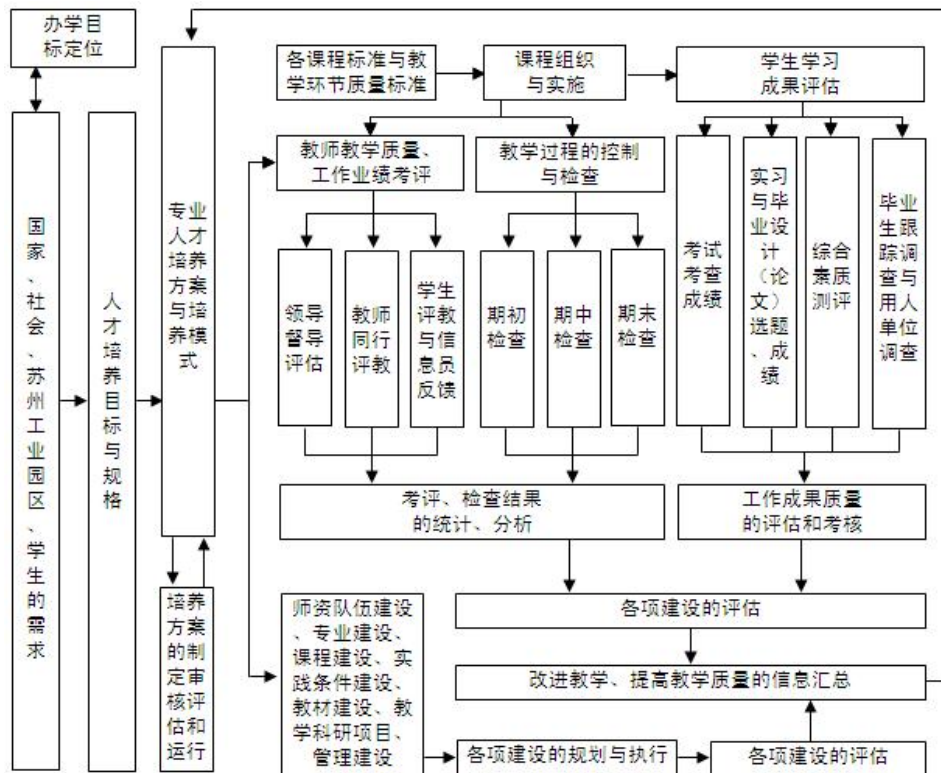 办学目
标定位
国家、社会、苏州工业园区、学生的需求
人才培养目标与规格
专业
人才
培养
方案
与培
养模
式
培养
方案
的制
定审
核评
估和
运行
各课程标准与教
学环节质量标准
课程组织
与实施
学生学习
成果评估
教师教学质量、
工作业绩考评
教学过程的控制
与检查
领导
督导
评估
教师
同行
评教
学生
评教
与信
息员
反馈
期初
检查
期中
检查
期末
检查
考试
考查
成绩
实习
与毕
业设
计
（论
文）
选题
、成
绩
综合
素质
测评
毕业
生跟
踪调
查与
用人
单位
调查
考评、检查结果
的统计、分析
工作成果质量
的评估和考核
师资队伍建设
、专业建设、
课程建设、实
践条件建设、
教材建设、教
学科研项目、
管理建设
各项建设的评估
改进教学、提高教学质量的信息汇总
各项建设的规划与执行
各项建设的评估